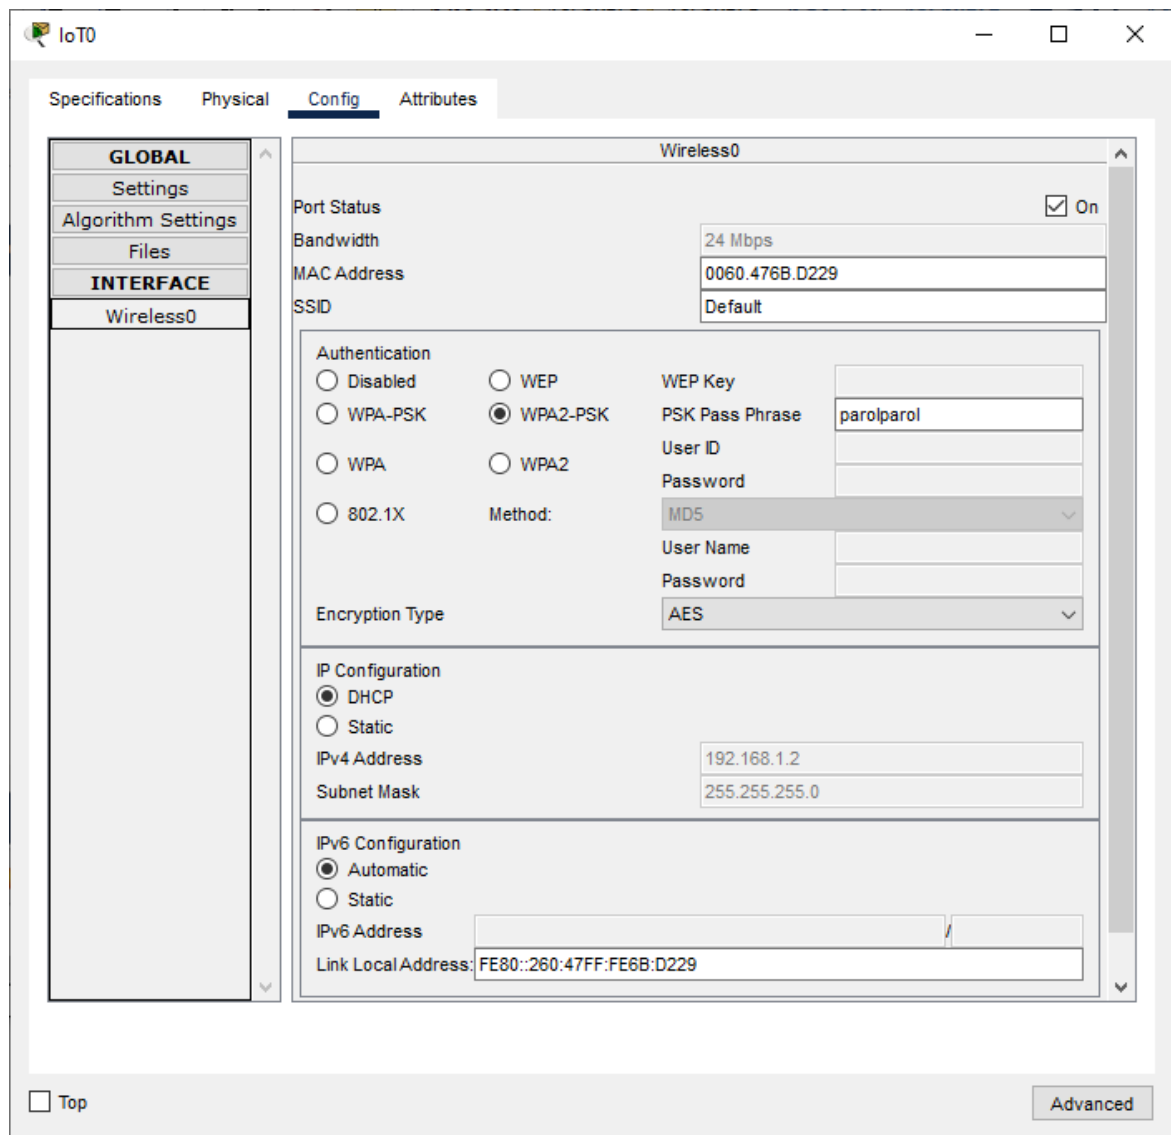 IoT0
Specifications Physical Config Attributes
GLOBAL
Settings
Algorithm Settings
Files
INTERFACE
Wireless0
Wireless0
Port Status On
Bandwidth 24 Mbps
MAC Address 0060.476B.D229
SSID Default
Authentication
Disabled WEP WEP Key
WPA-PSK WPA2-PSK PSK Pass Phrase parolparol
User ID
WPA WPA2
Password
802.1X Method: MD5
User Name
Password
Encryption Type AES
IP Configuration
DHCP
Static
IPv4 Address 192.168.1.2
Subnet Mask 255.255.255.0
IPv6 Configuration
Automatic
Static
IPv6 Address /
Link Local Address: FE80::260:47FF:FE6B:D229
Top Advanced